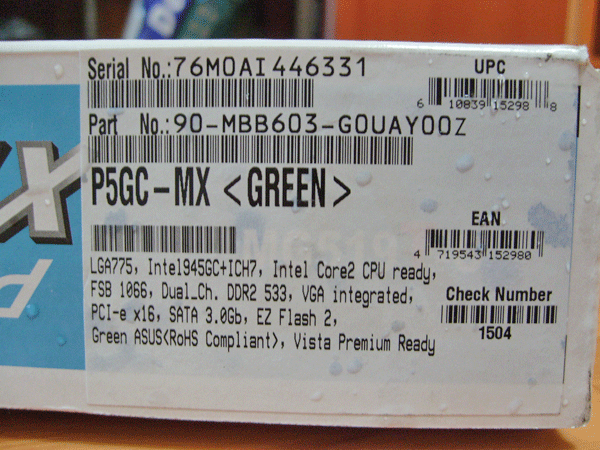 Serial No.:76M0AI446331
UPC
6 10839 15298 8
Part No.:90-MBB603-G0UAY00Z
P5GC-MX <GREEN>
EAN
4 719543 152980
LGA775, Intel945GC+ICH7, Intel Core2 CPU ready,
FSB 1066, Dual_Ch. DDR2 533, VGA integrated,
PCI-e x16, SATA 3.0Gb, EZ Flash 2,
Green ASUS<RoHS Compliant>, Vista Premium Ready
Check Number
1504